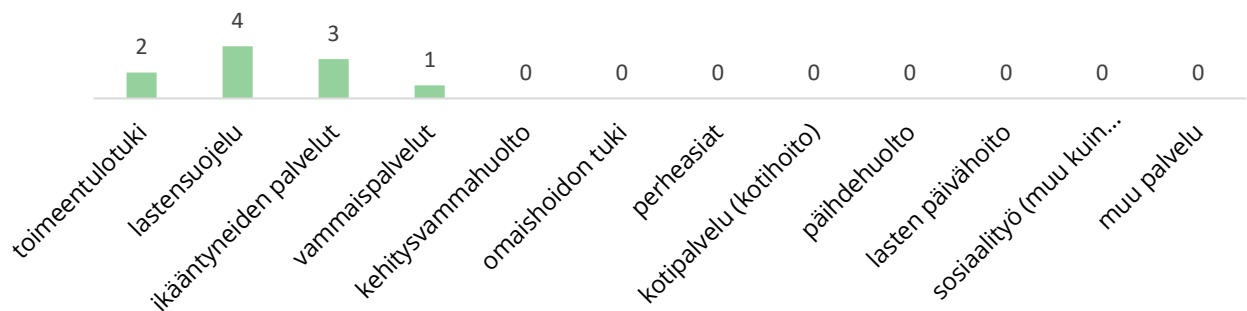 2
4
3
1
0
0
0
0
0
0
0
0
toimeentulotuki
lastensuojelu
ikääntyneiden palvelut
vammaispalvelut
kehitysvammahuolto
omaishoidon tuki
perheasiat
kotipalvelu (kotihoito)
päihdehuolto
lasten päivähoito
sosiaalityö (muu kuin...
muu palvelu